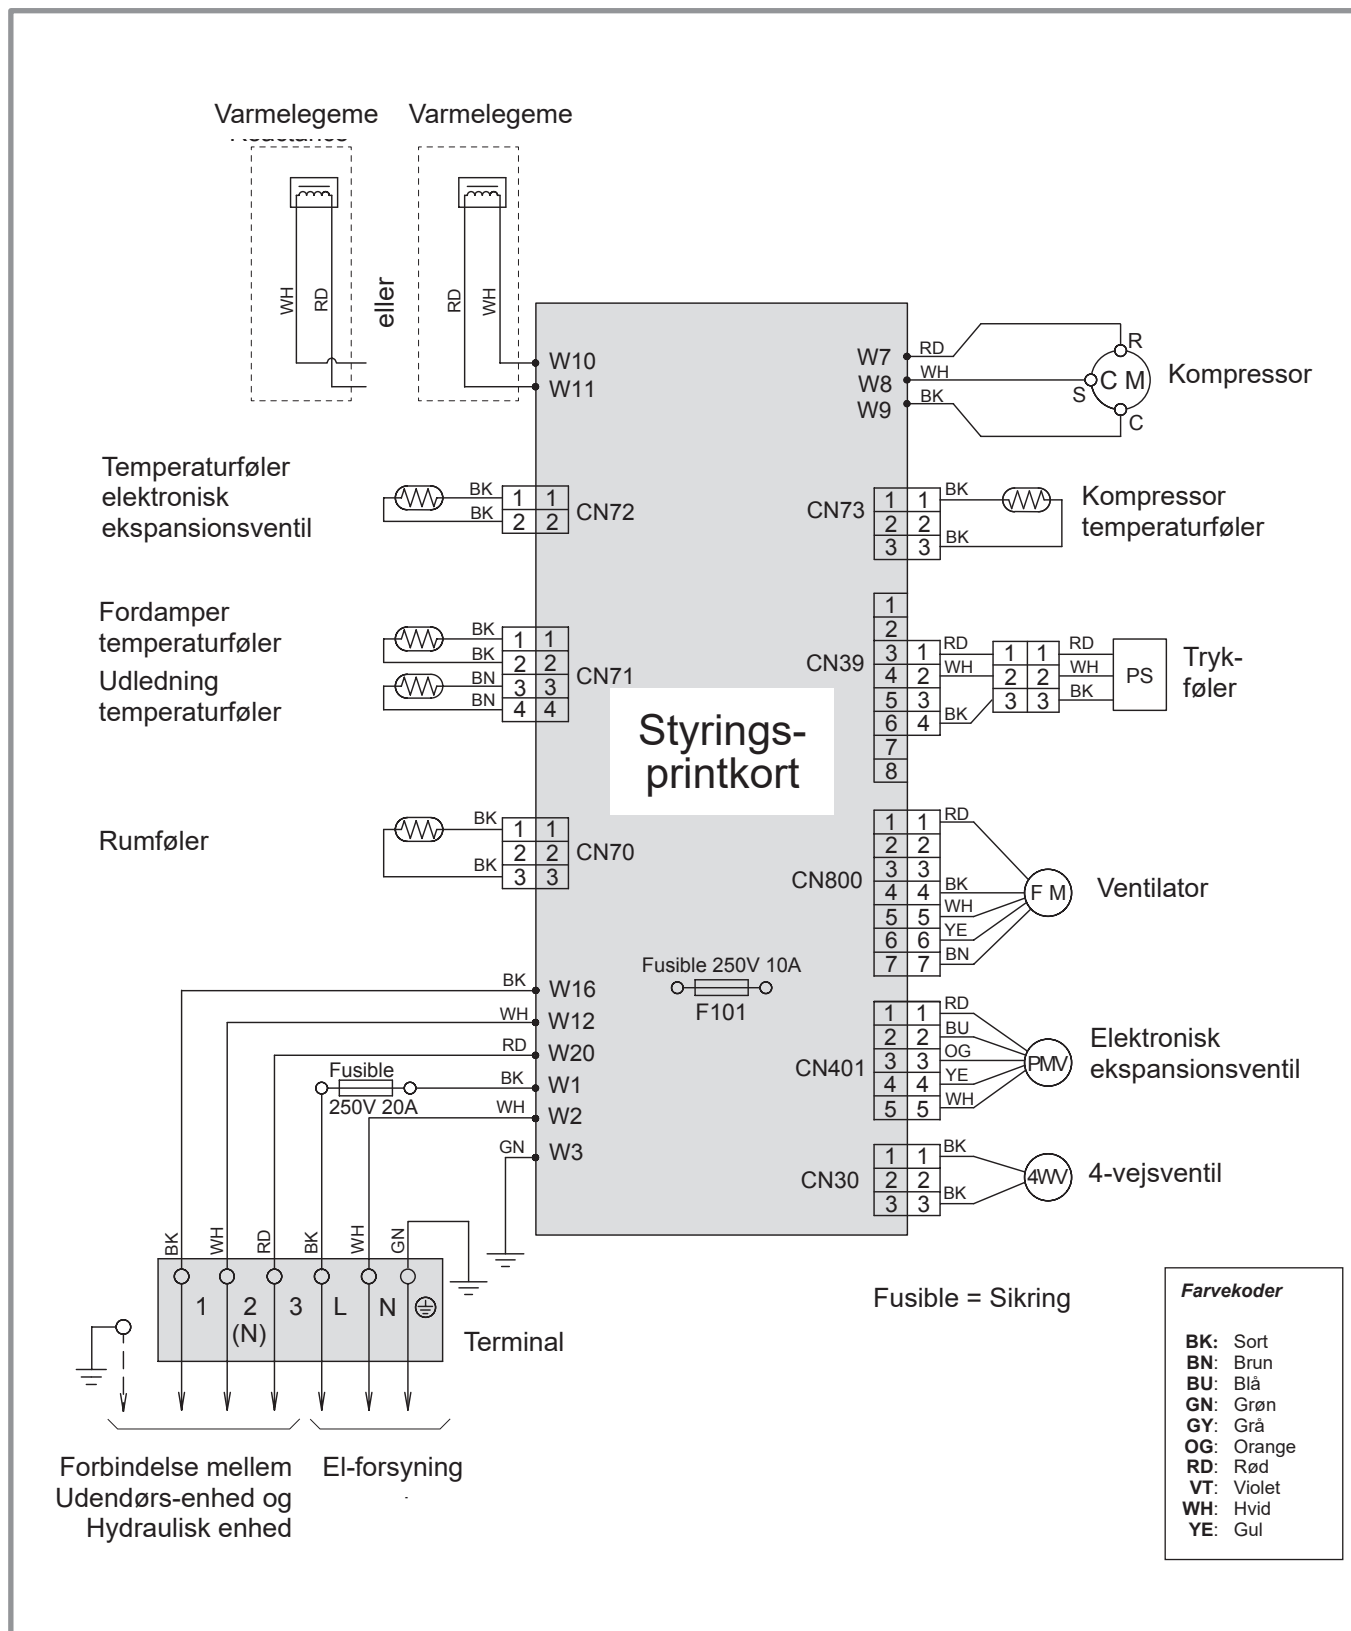 Varmelegeme Varmelegeme
WH
RD
eller
RD
WH
W10
W11
W7
W8
W9
RD
WH
BK
R
S
C M
C
Kompressor
Temperaturføler
elektronisk
ekspansionsventil
BK
BK
1 1
2 2
CN72
CN73
1 1
2 2
3 3
BK
BK
Kompressor
temperaturføler
Fordamper
temperaturføler
Udledning
temperaturføler
BK
BK
BN
BN
1 1
2 2
3 3
4 4
CN71
CN39
1
2
3 1
4 2
5 3
6 4
7
8
RD
WH
BK
1 1
2 2
3 3
RD
WH
BK
PS
Tryk-
føler
Styrings-
printkort
Rumføler
BK
BK
1 1
2 2
3 3
CN70
CN800
1 1
2 2
3 3
4 4
5 5
6 6
7 7
RD
BK
WH
YE
BN
F M
Ventilator
Fusible 250V 10A
F101
BK
W16
WH
W12
RD
W20
Fusible
250V 20A
BK
W1
WH
W2
GN
W3
CN401
1 1
2 2
3 3
4 4
5 5
RD
BU
OG
YE
WH
PMV
Elektronisk
ekspansionsventil
CN30
1 1
2 2
3 3
BK
BK
4WV
4-vejsventil
BK
WH
RD
BK
WH
GN
1 2 3 L N
(N)
Terminal
Fusible = Sikring
Forbindelse mellem
Udendørs-enhed og
Hydraulisk enhed
El-forsyning
Farvekoder
BK: Sort
BN: Brun
BU: Blå
GN: Grøn
GY: Grå
OG: Orange
RD: Rød
VT: Violet
WH: Hvid
YE: Gul